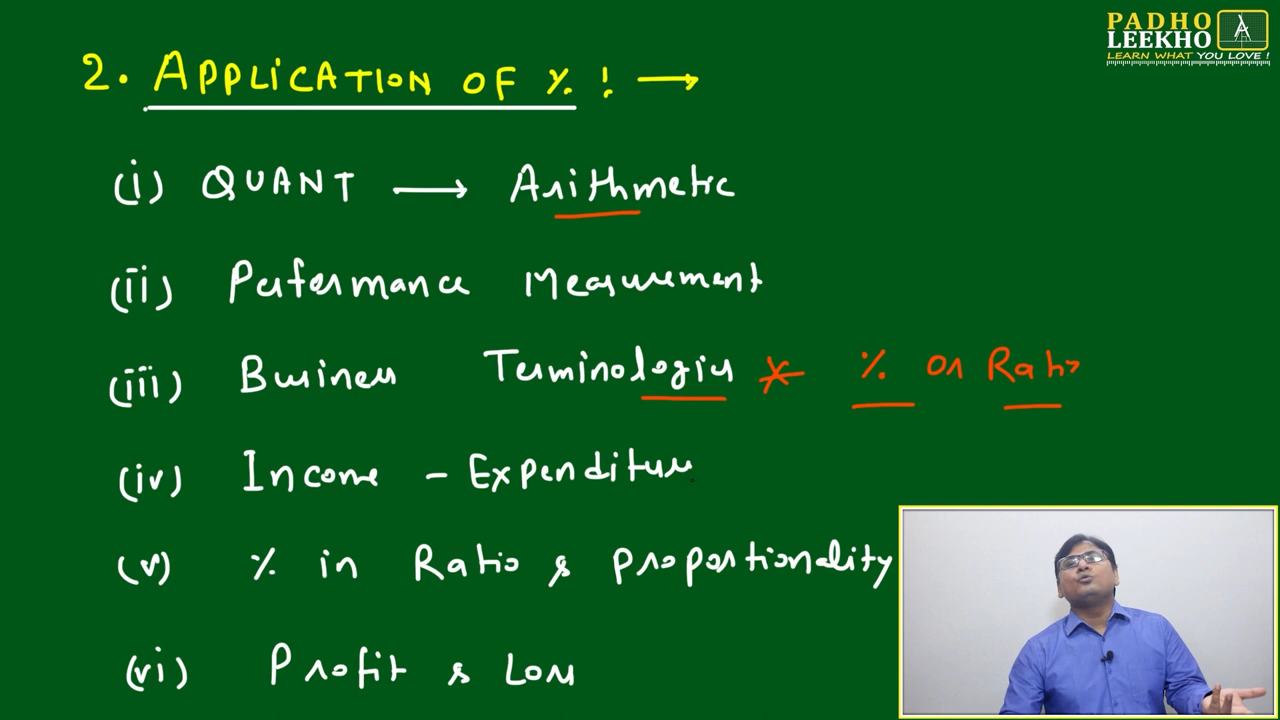 PADHO
LEEKHO
LEARN WHAT YOU LOVE !
2. APPLICATION OF % ! →
(i) QUANT → Arithmetic
(ii) Performance Measurement
(iii) Business Terminologies * % or Ratio
(iv) Income - Expenditure
(v) % in Ratio & proportionality
(vi) Profit & Loss